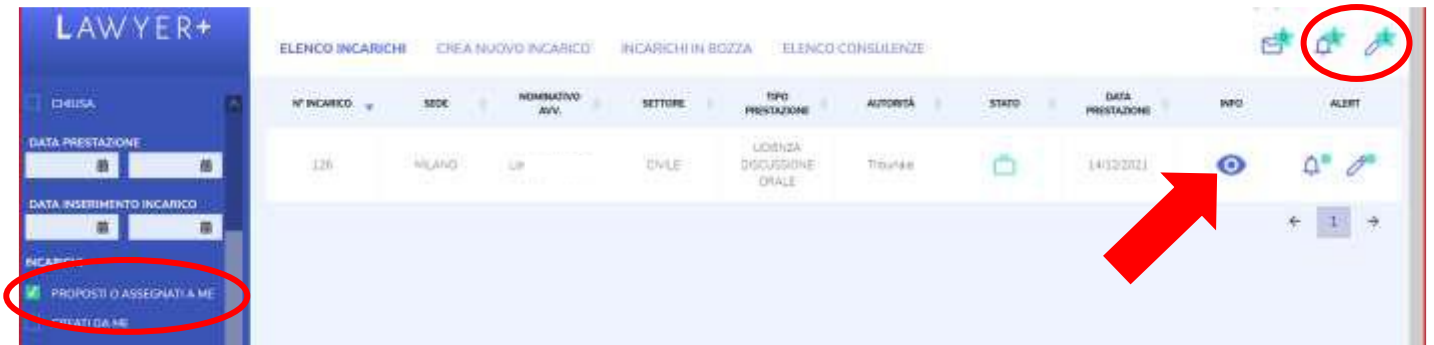 LAWYER+
ELENCO INCARICHI CREA NUOVO INCARICO INCARICHI IN BOZZA ELENCO CONSULENZE
CHIUSA
DATA PRESTAZIONE
DATA INSERIMENTO INCARICO
INCARICHI
PROPOSTI O ASSEGNATI A ME
CREATI DA ME
N° INCARICO SEDE NOMINATIVO AVV. SETTORE TIPO PRESTAZIONE AUTORITÀ STATO DATA PRESTAZIONE INFO ALERT
126 MILANO CIVILE UDIENZA DISCUSSIONE ORALE Tribunale 14/12/2021
1